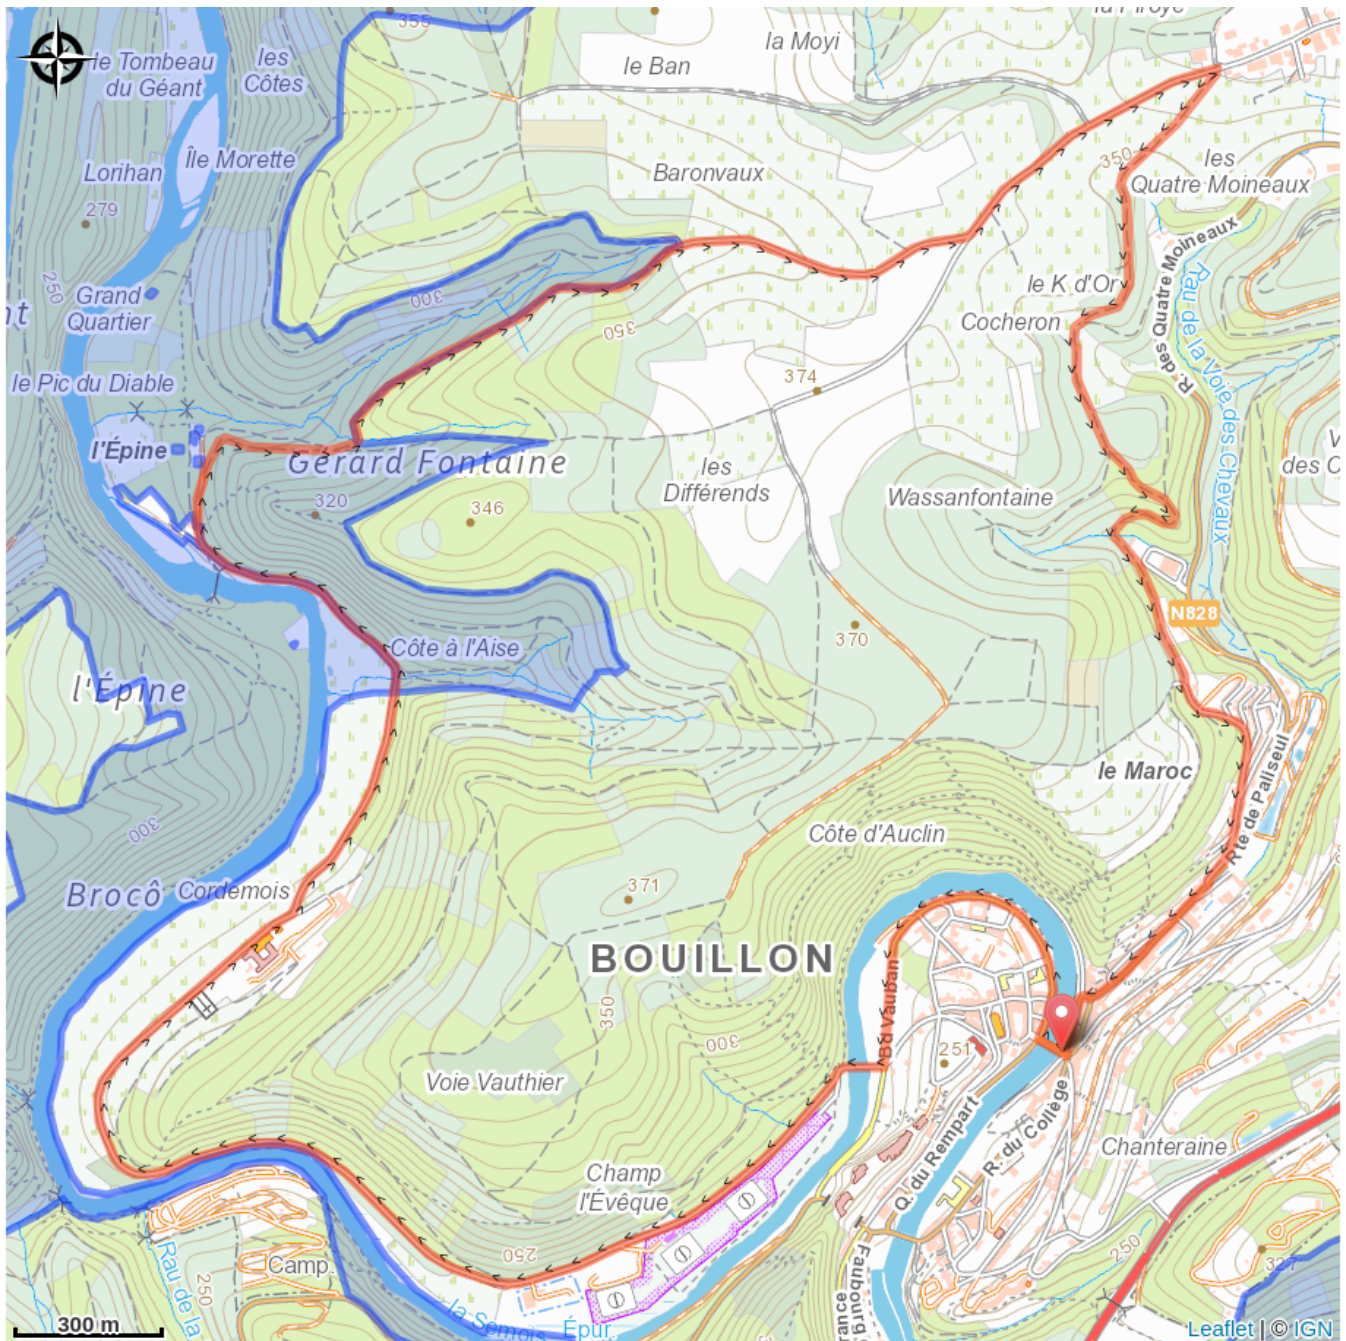 355
la Moyi
le Ban
le Tombeau
du Géant
les
Côtes
Île Morette
Lorihan
279
250
Baronvaux
350
les
Quatre Moineaux
R. des Quatre Moineaux
Rau de la Voie des Chevaux
Grand
Quartier
300
350
le K d'Or
Cocheron
le Pic du Diable
374
l'Épine
Gérard Fontaine
320
346
les
Différends
Wassanfontaine
des C
N828
370
Côte à l'Aise
l'Épine
le Maroc
Rte de Paliseul
300
Côte d'Auclin
371
Brocô
Cordemois
BOUILLON
350
300
Bd Vauban
251
Voie Vauthier
Q. du Rempart
R. du Collège
Chanteraine
Champ
l'Évêque
250
250
250
327
Camp.
Rau de la
la Semois
Épur.
Faubourg
rance
300 m
Leaflet | © IGN